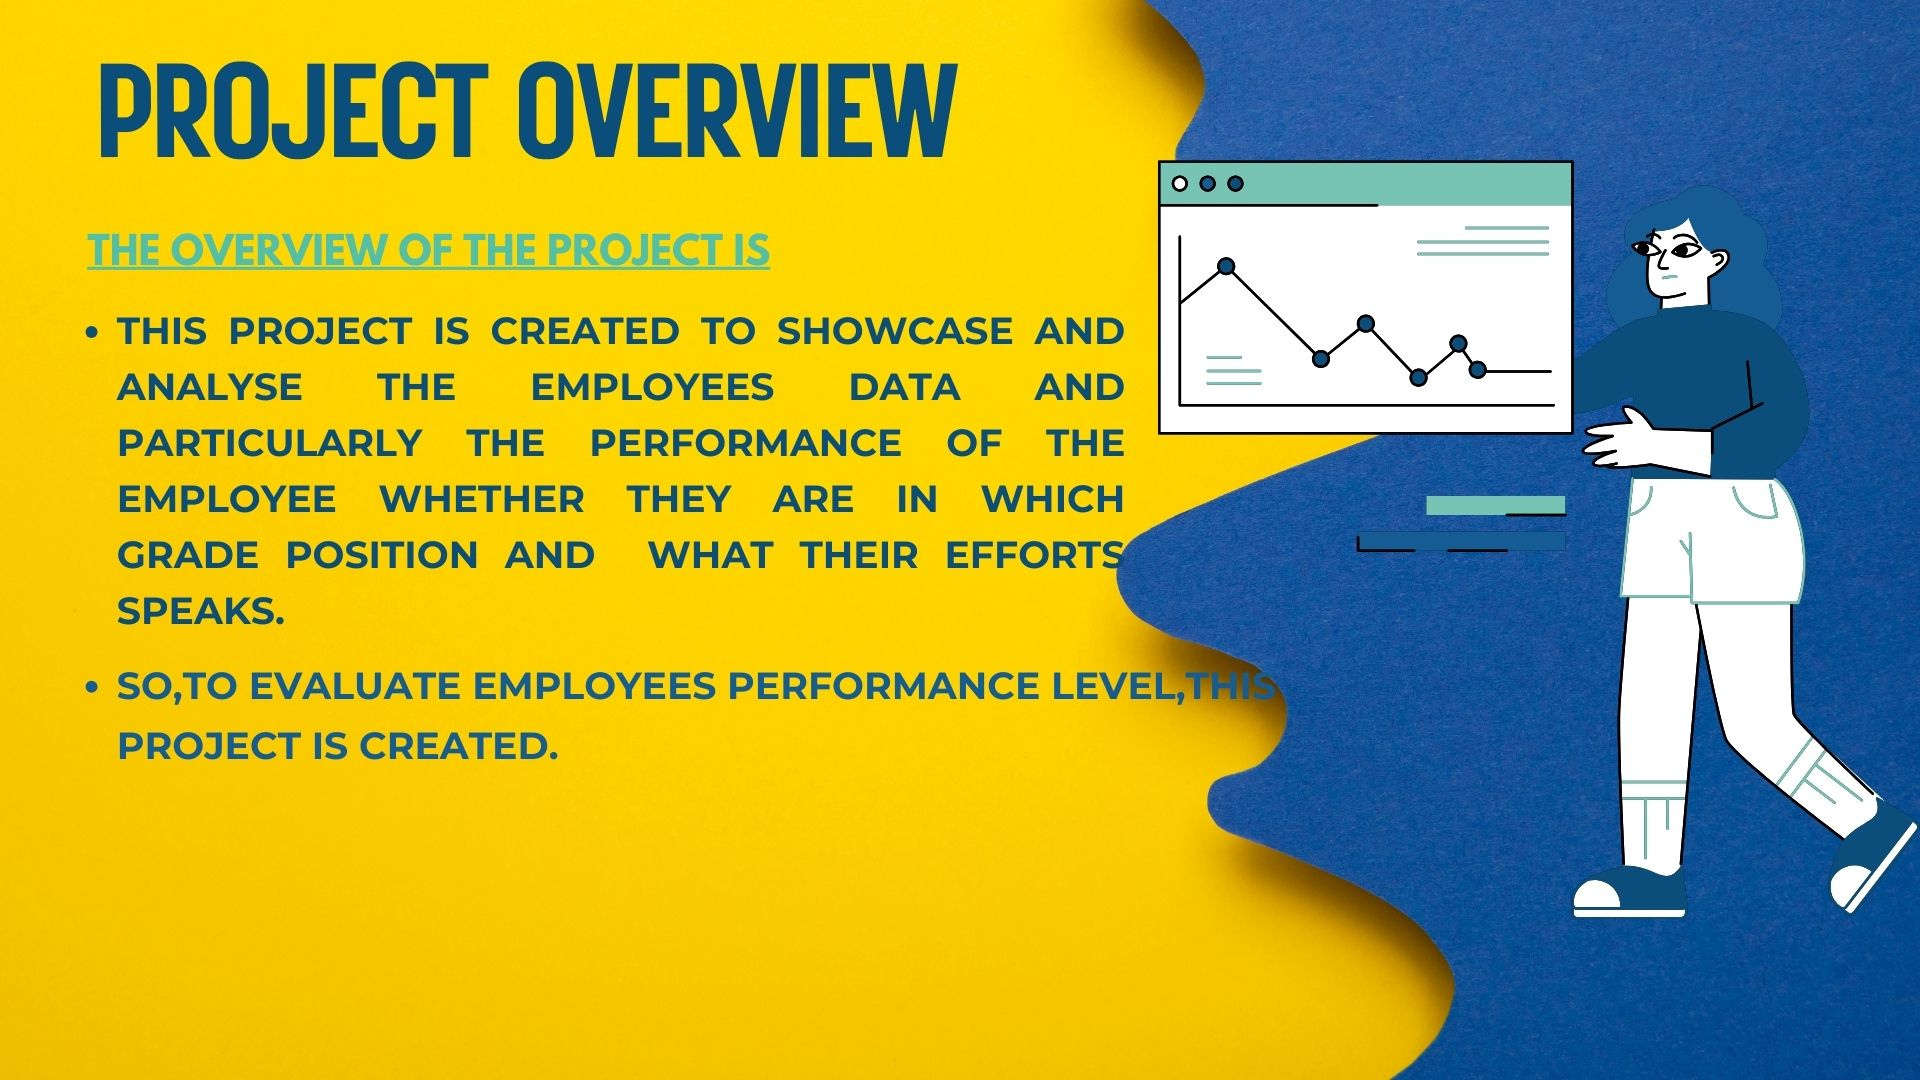 PROJECT OVERVIEW
THE OVERVIEW OF THE PROJECT IS
• THIS PROJECT IS CREATED TO SHOWCASE AND
ANALYSE THE EMPLOYEES DATA AND
PARTICULARLY THE PERFORMANCE OF THE
EMPLOYEE WHETHER THEY ARE IN WHICH
GRADE POSITION AND WHAT THEIR EFFORTS
SPEAKS.
• SO,TO EVALUATE EMPLOYEES PERFORMANCE LEVEL,THIS
PROJECT IS CREATED.